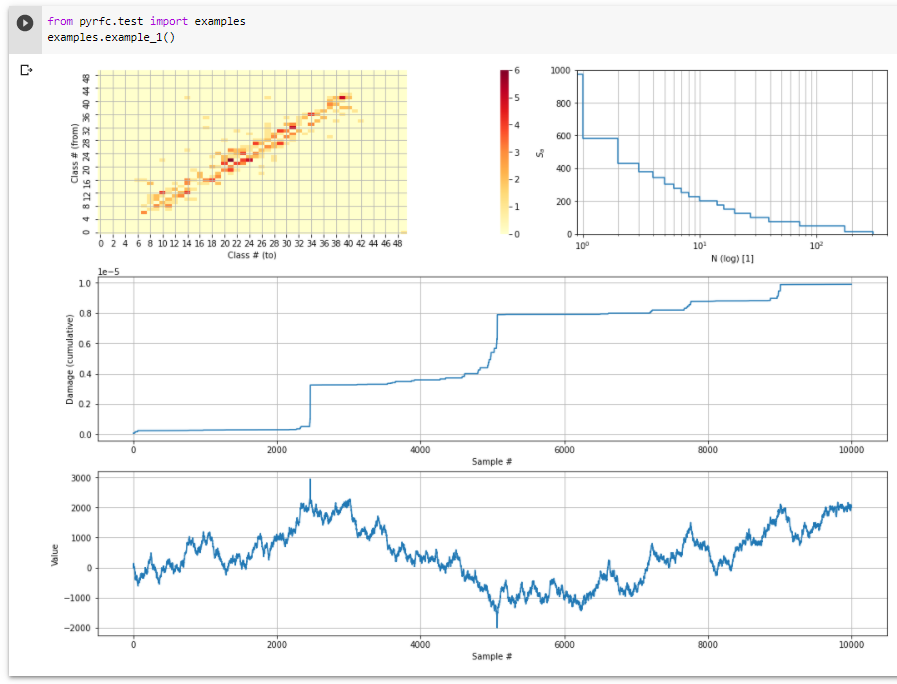 from pyrfc.test import examples
examples.example_1()
48
44
40
36
32
28
24
20
16
12
8
4
0
Class # (from)
0 2 4 6 8 10 12 14 16 18 20 22 24 26 28 30 32 34 36 38 40 42 44 46 48
Class # (to)
6
5
4
3
2
1
0
1000
800
600
400
200
0
Sₐ
10⁰ 10¹ 10²
N (log) [1]
1e−5
1.0
0.8
0.6
0.4
0.2
0.0
Damage (cumulative)
0 2000 4000 6000 8000 10000
Sample #
3000
2000
1000
0
−1000
−2000
Value
0 2000 4000 6000 8000 10000
Sample #